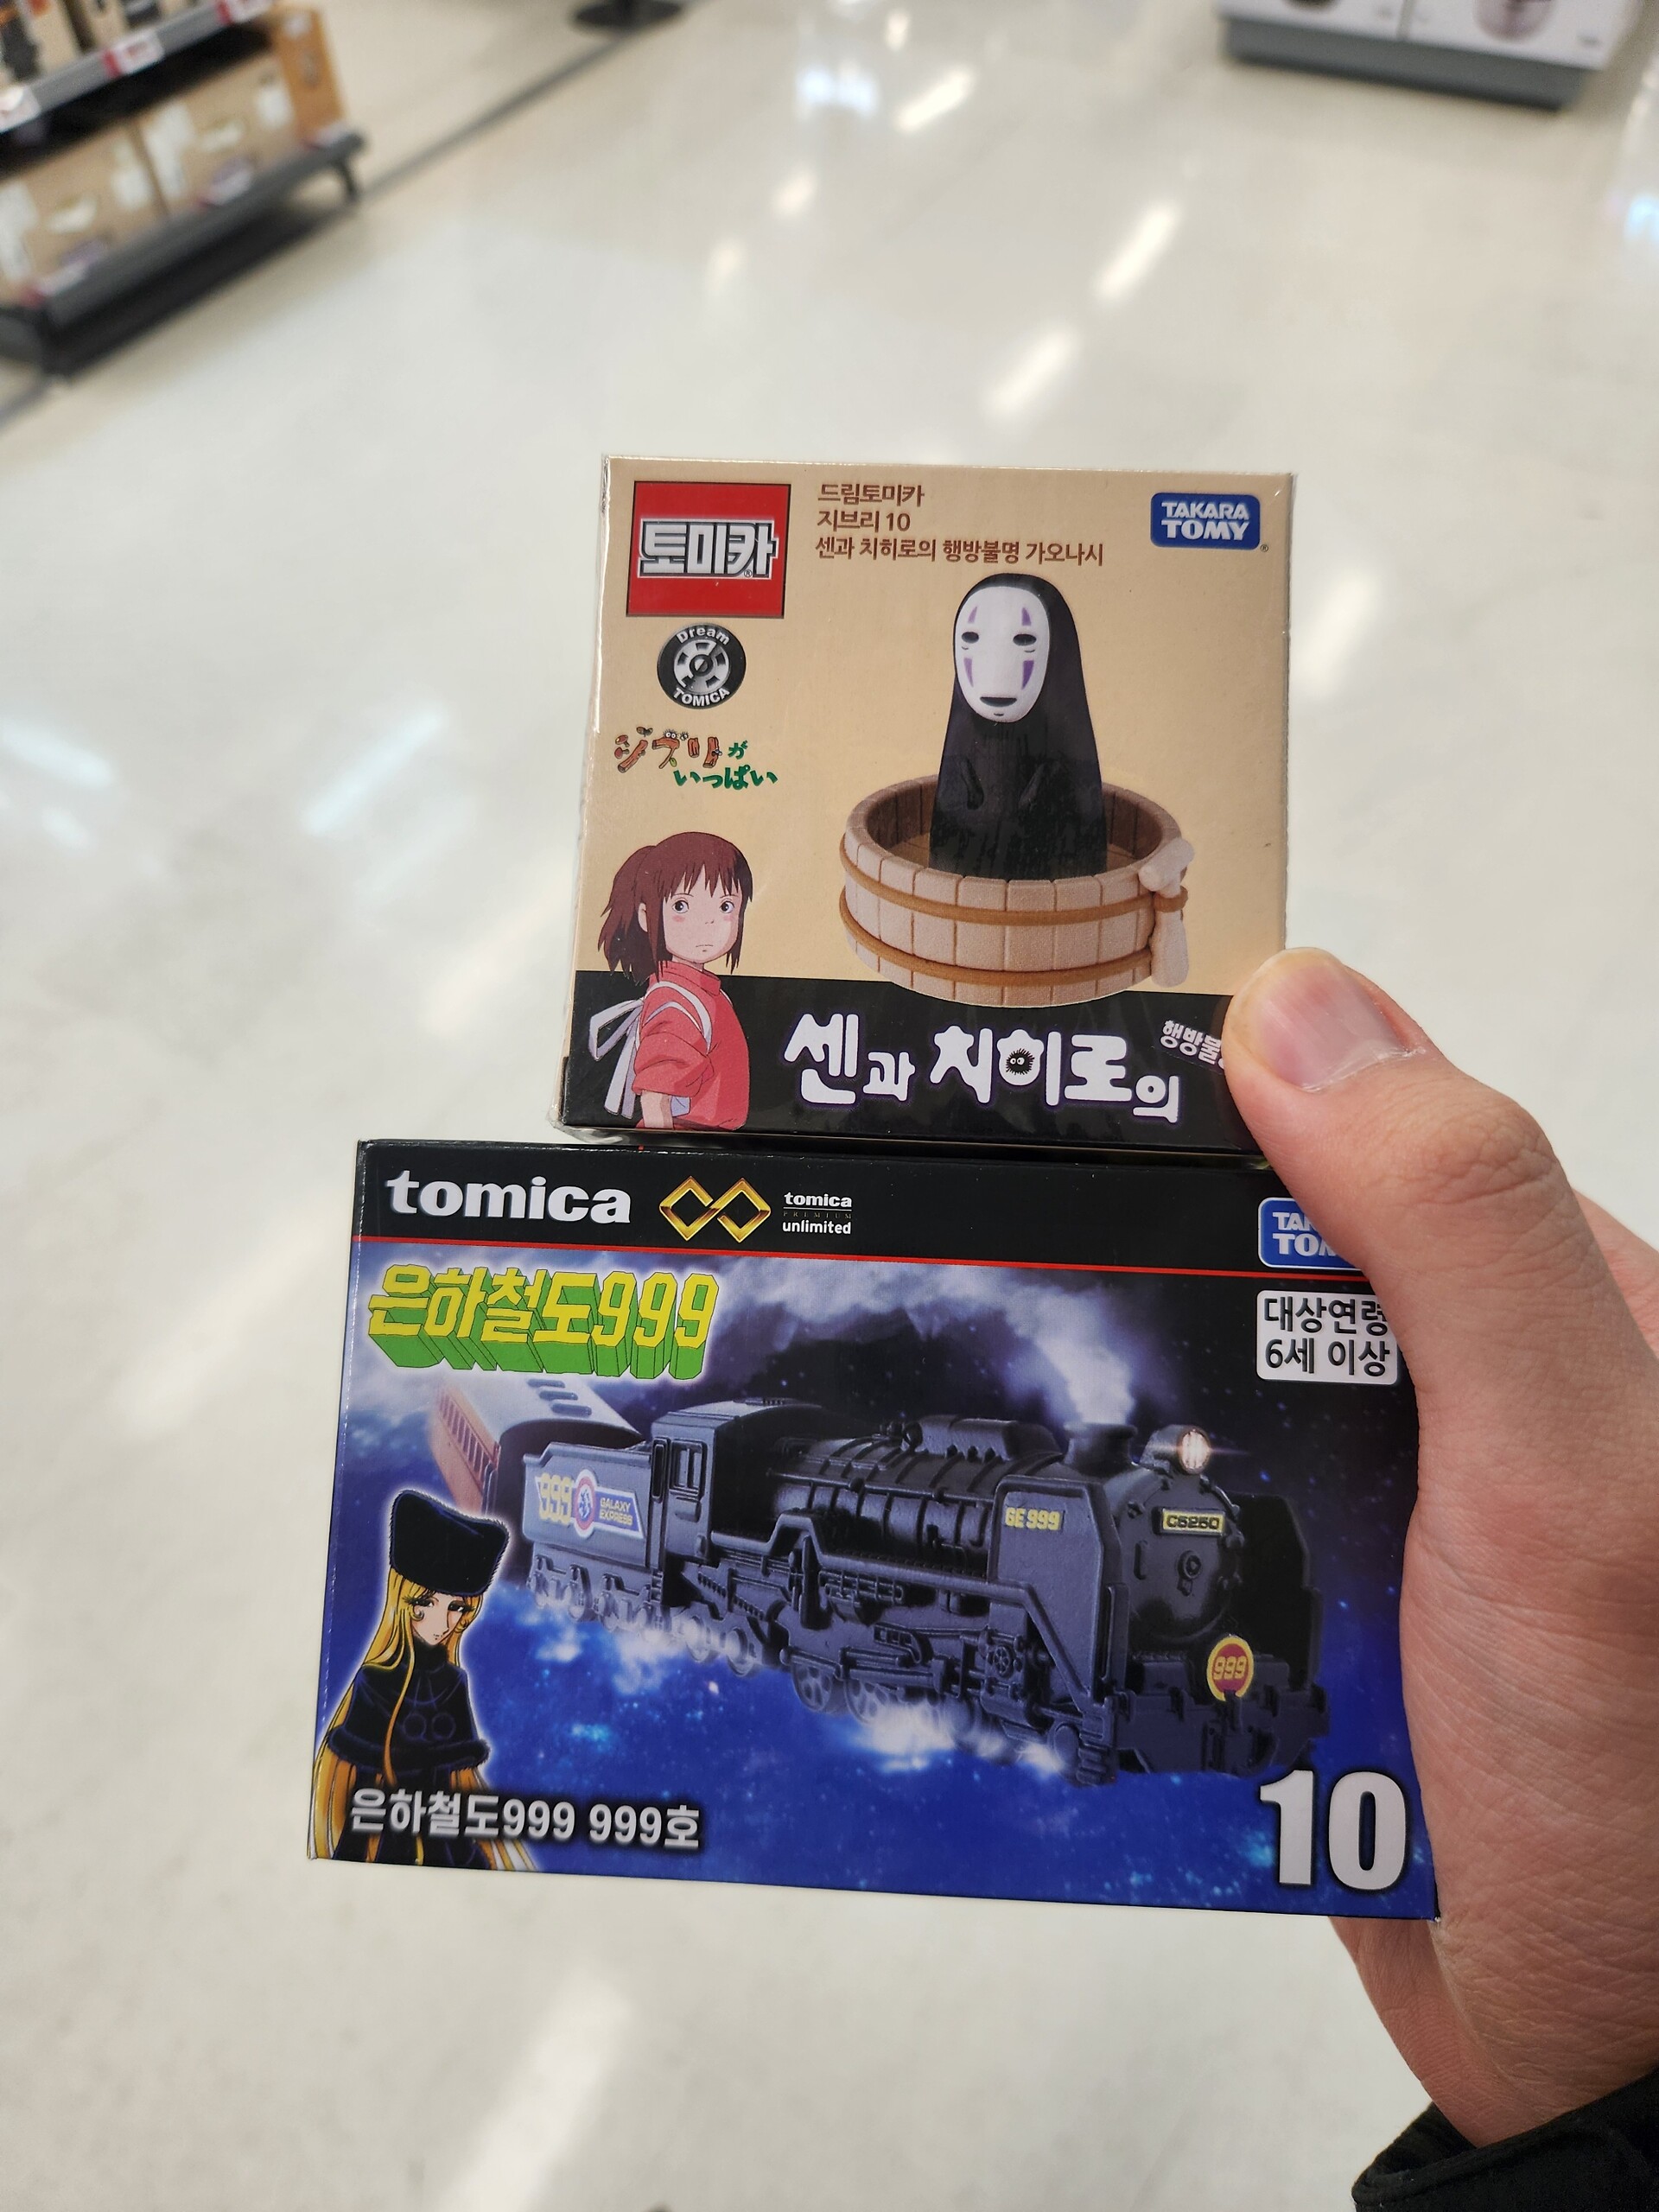 토미카
드림토미카
지브리 10
센과 치히로의 행방불명 가오나시
TAKARA
TOMY
Dream
TOMICA
ジブリが
いっぱい
센과 치히로의
tomica
tomica
PREMIUM
unlimited
은하철도999
대상연령
6세 이상
999
GALAXY
EXPRESS
GE 999
C6250
999
은하철도999 999호
10